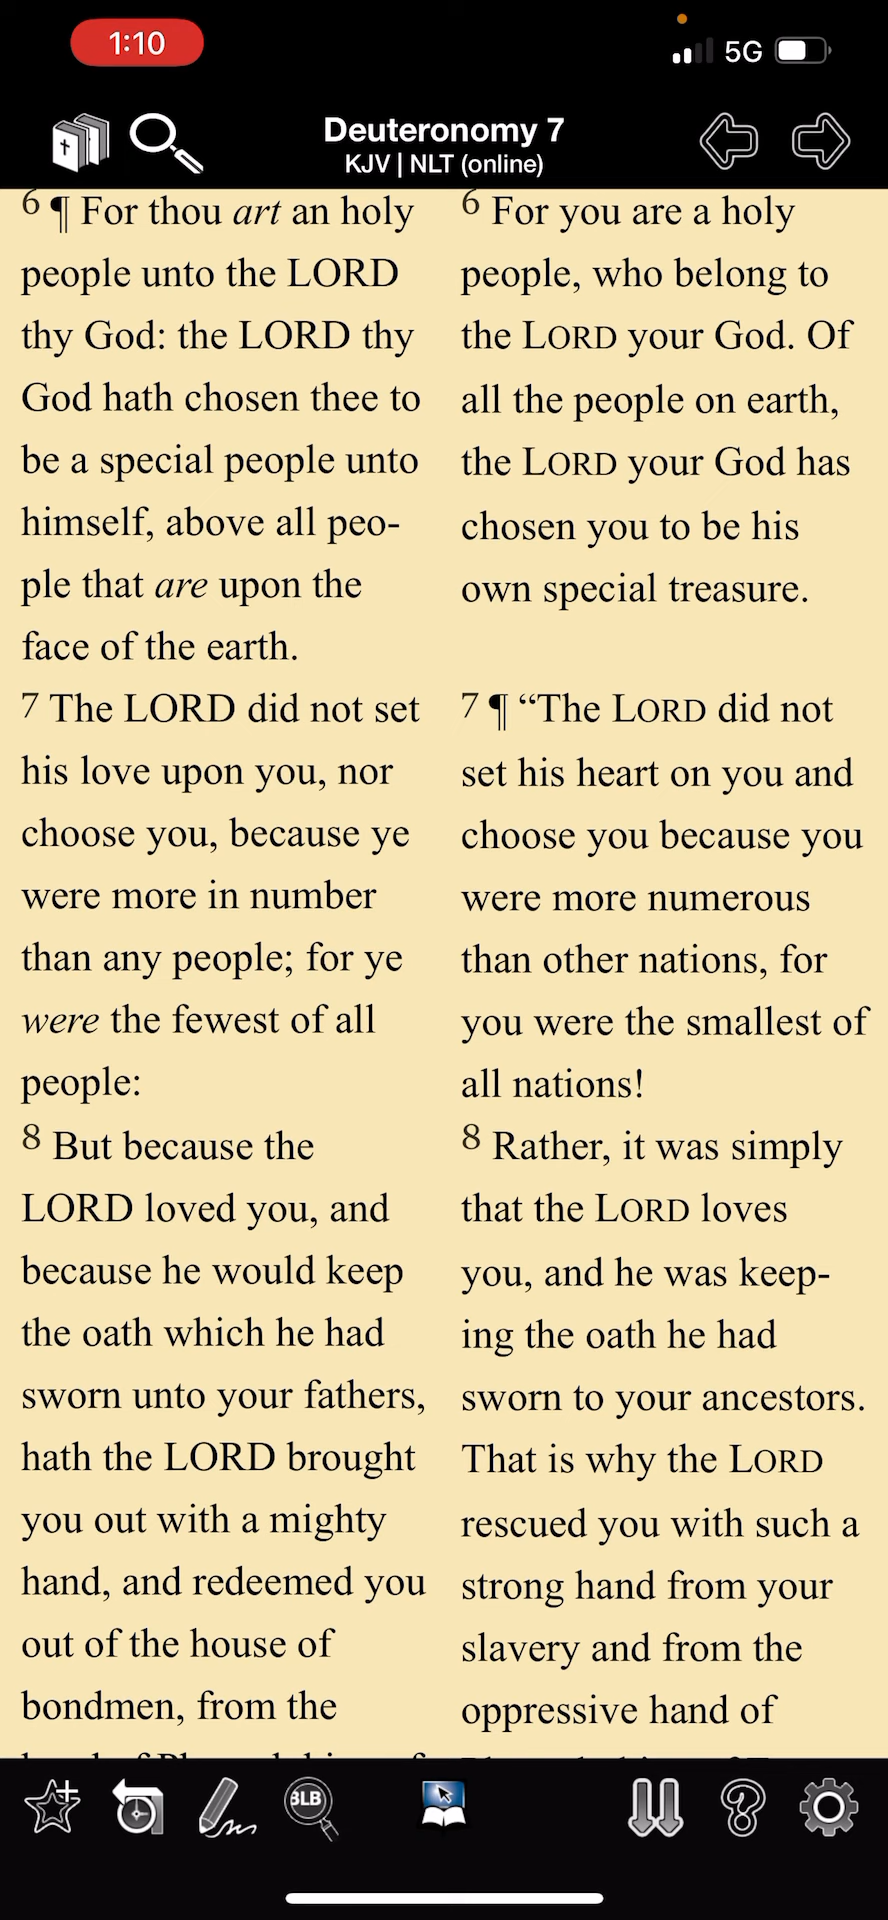 1:10
5G
Deuteronomy 7
KJV | NLT (online)
6 ¶ For thou art an holy
people unto the LORD
thy God: the LORD thy
God hath chosen thee to
be a special people unto
himself, above all peo-
ple that are upon the
face of the earth.
7 The LORD did not set
his love upon you, nor
choose you, because ye
were more in number
than any people; for ye
were the fewest of all
people:
8 But because the
LORD loved you, and
because he would keep
the oath which he had
sworn unto your fathers,
hath the LORD brought
you out with a mighty
hand, and redeemed you
out of the house of
bondmen, from the
6 For you are a holy
people, who belong to
the LORD your God. Of
all the people on earth,
the LORD your God has
chosen you to be his
own special treasure.
7 ¶ “The LORD did not
set his heart on you and
choose you because you
were more numerous
than other nations, for
you were the smallest of
all nations!
8 Rather, it was simply
that the LORD loves
you, and he was keep-
ing the oath he had
sworn to your ancestors.
That is why the LORD
rescued you with such a
strong hand from your
slavery and from the
oppressive hand of
BLB